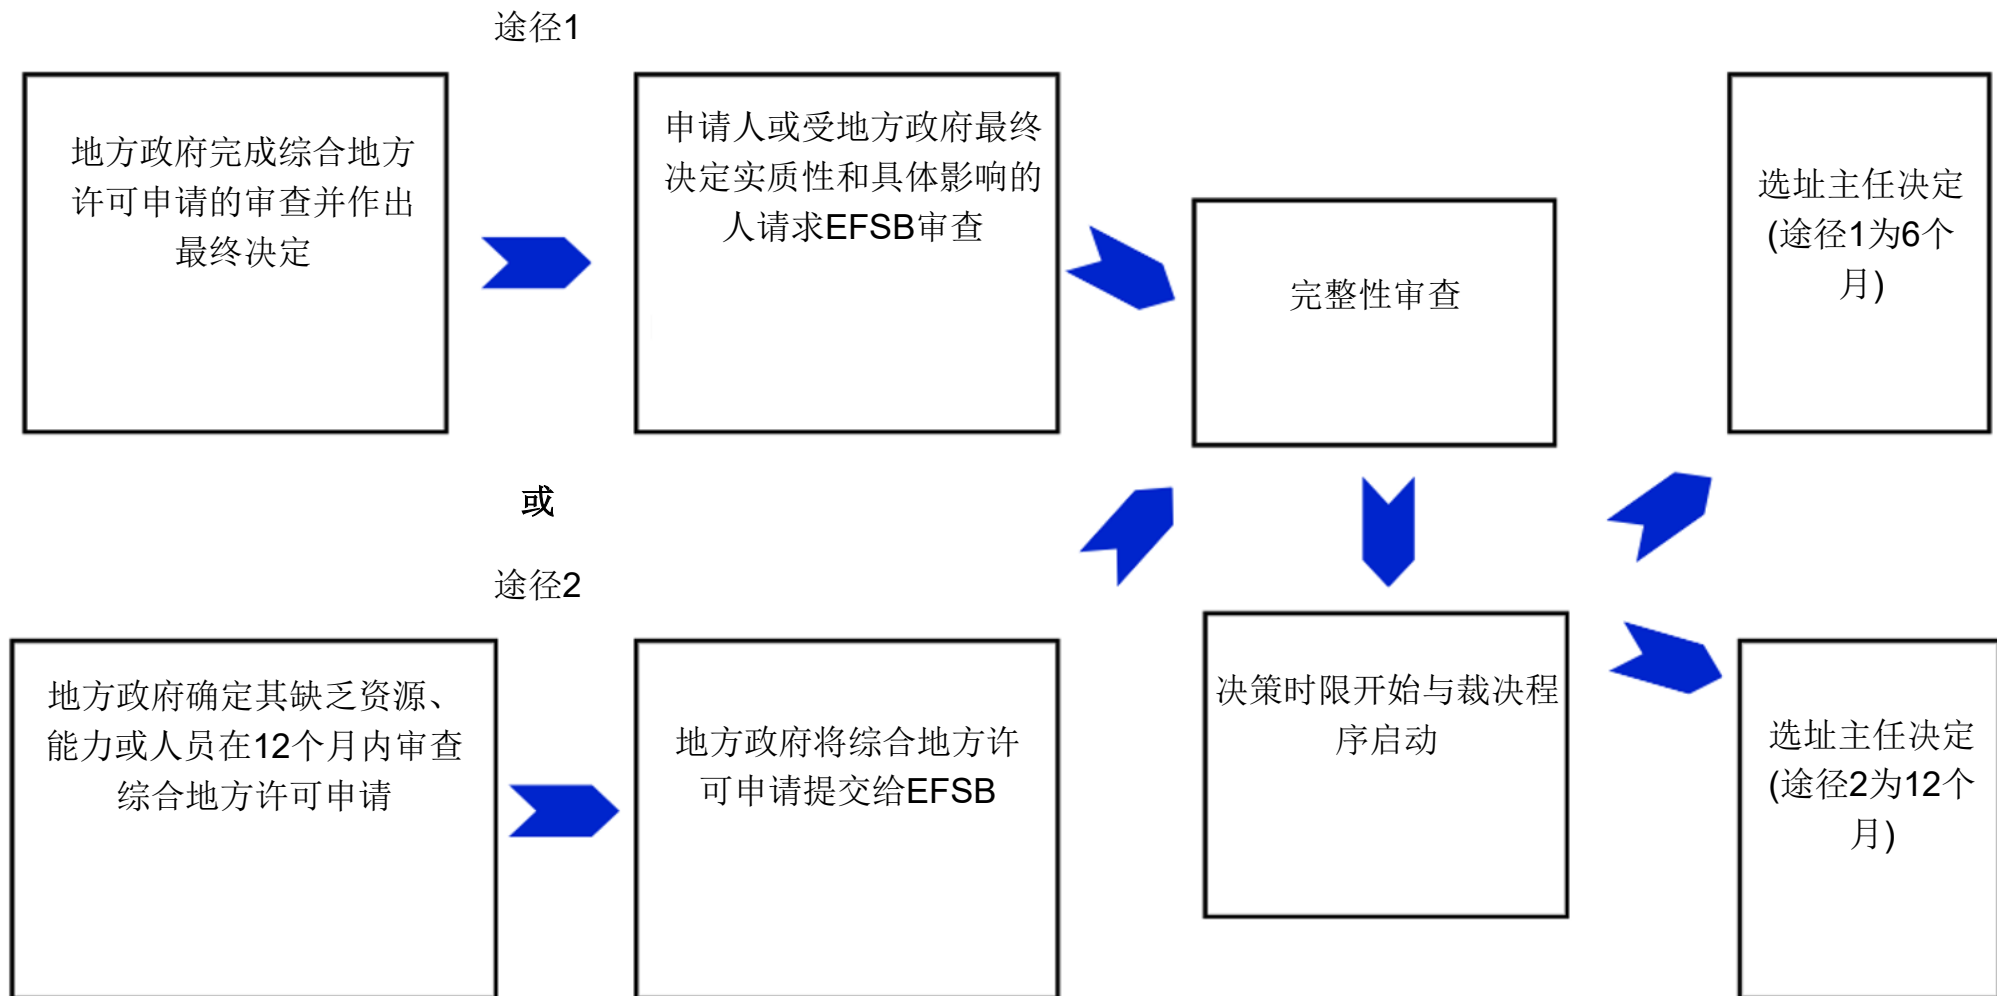 途径1
地方政府完成综合地方
许可申请的审查并作出
最终决定
申请人或受地方政府最终
决定实质性和具体影响的
人请求EFSB审查
完整性审查
选址主任决定
(途径1为6个
月)
或
途径2
地方政府确定其缺乏资源、
能力或人员在12个月内审查
综合地方许可申请
地方政府将综合地方许
可申请提交给EFSB
决策时限开始与裁决程
序启动
选址主任决定
(途径2为12个
月)